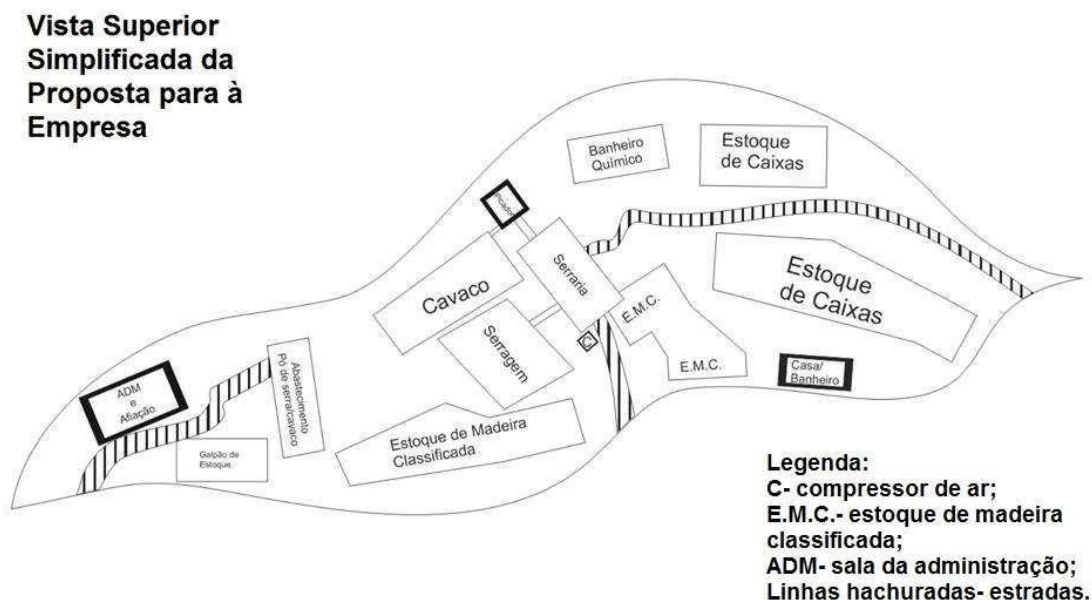 Vista Superior
Simplificada da
Proposta para à
Empresa
Banheiro
Químico
Estoque
de Caixas
Picador
Serraria
Cavaco
Estoque
de Caixas
E.M.C.
Serragem
C
E.M.C.
Casa/
Banheiro
ADM
e
Afiação
Abastecimento
Pó de serra/cavaco
Estoque de Madeira
Classificada
Galpão de
Estoque.
Legenda:
C- compressor de ar;
E.M.C.- estoque de madeira
classificada;
ADM- sala da administração;
Linhas hachuradas- estradas.